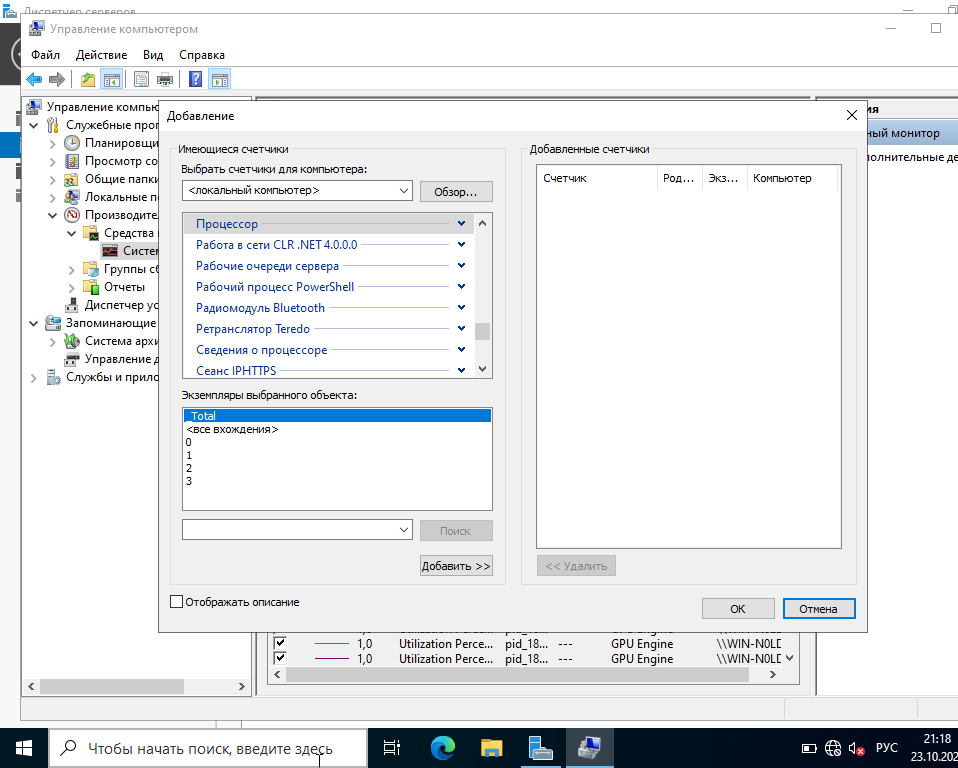 Диспетчер серверов
Управление компьютером
Файл Действие Вид Справка
Управление компью
Служебные прог
Планировщи
Просмотр со
Общие папки
Локальные п
Производител
Средства
Систем
Группы сб
Отчеты
Диспетчер ус
Запоминающие
Система архи
Управление д
Службы и прило
Добавление
Имеющиеся счетчики
Выбрать счетчики для компьютера:
<локальный компьютер>
Обзор...
Процессор
Работа в сети CLR .NET 4.0.0.0
Рабочие очереди сервера
Рабочий процесс PowerShell
Радиомодуль Bluetooth
Ретранслятор Teredo
Сведения о процессоре
Сеанс IPHTTPS
Экземпляры выбранного объекта:
_Total
<все вхождения>
0
1
2
3
Поиск
Добавить >>
Добавленные счетчики
Счетчик Род... Экз... Компьютер
<< Удалить
Отображать описание
ОК Отмена
ия
ный монитор
олнительные де
1,0 Utilization Perce... pid_18... --- GPU Engine \\WIN-N0LD
1,0 Utilization Perce... pid_18... --- GPU Engine \\WIN-N0LD
Чтобы начать поиск, введите здесь
РУС
21:18
23.10.202